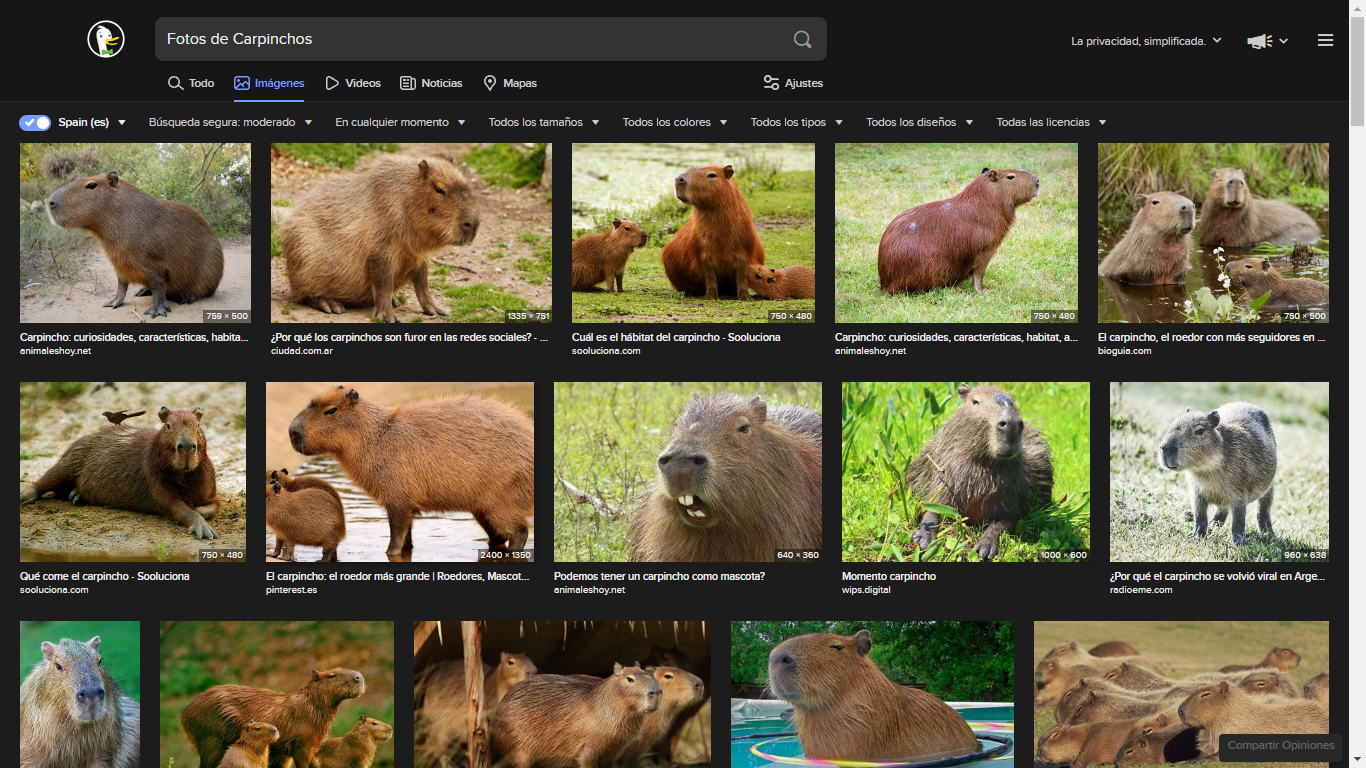 Fotos de Carpinchos
La privacidad, simplificada.
Todo
Imágenes
Videos
Noticias
Mapas
Ajustes
Spain (es)
Búsqueda segura: moderado
En cualquier momento
Todos los tamaños
Todos los colores
Todos los tipos
Todos los diseños
Todas las licencias
759 × 500
1335 × 751
750 × 480
750 × 480
750 × 500
Carpincho: curiosidades, características, habita...
animaleshoy.net
¿Por qué los carpinchos son furor en las redes sociales? - ...
ciudad.com.ar
Cuál es el hábitat del carpincho - Sooluciona
sooluciona.com
Carpincho: curiosidades, características, habitat, a...
animaleshoy.net
El carpincho, el roedor con más seguidores en ...
bioguia.com
750 × 480
2400 × 1350
640 × 360
1000 × 600
960 × 638
Qué come el carpincho - Sooluciona
sooluciona.com
El carpincho: el roedor más grande | Roedores, Mascot...
pinterest.es
Podemos tener un carpincho como mascota?
animaleshoy.net
Momento carpincho
wips.digital
¿Por qué el carpincho se volvió viral en Arge...
radioeme.com
Compartir Opiniones